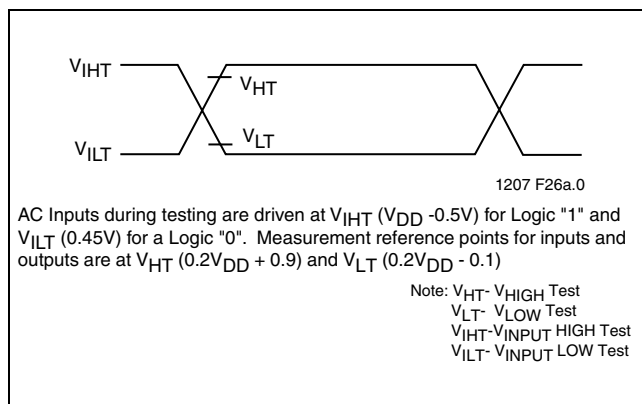 VIHT
VHT
VLT
VILT
1207 F26a.0
AC Inputs during testing are driven at VIHT (VDD -0.5V) for Logic "1" and
VILT (0.45V) for a Logic "0". Measurement reference points for inputs and
outputs are at VHT (0.2VDD + 0.9) and VLT (0.2VDD - 0.1)
Note: VHT- VHIGH Test
VLT- VLOW Test
VIHT-VINPUT HIGH Test
VILT- VINPUT LOW Test